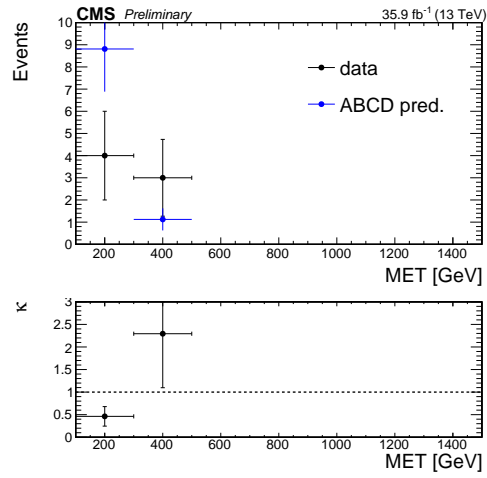 CMS Preliminary 35.9 fb⁻¹ (13 TeV)
Events
10
9
8
7
6
5
4
3
2
1
0
data
ABCD pred.
200 400 600 800 1000 1200 1400
MET [GeV]
κ
3
2.5
2
1.5
1
0.5
0
200 400 600 800 1000 1200 1400
MET [GeV]